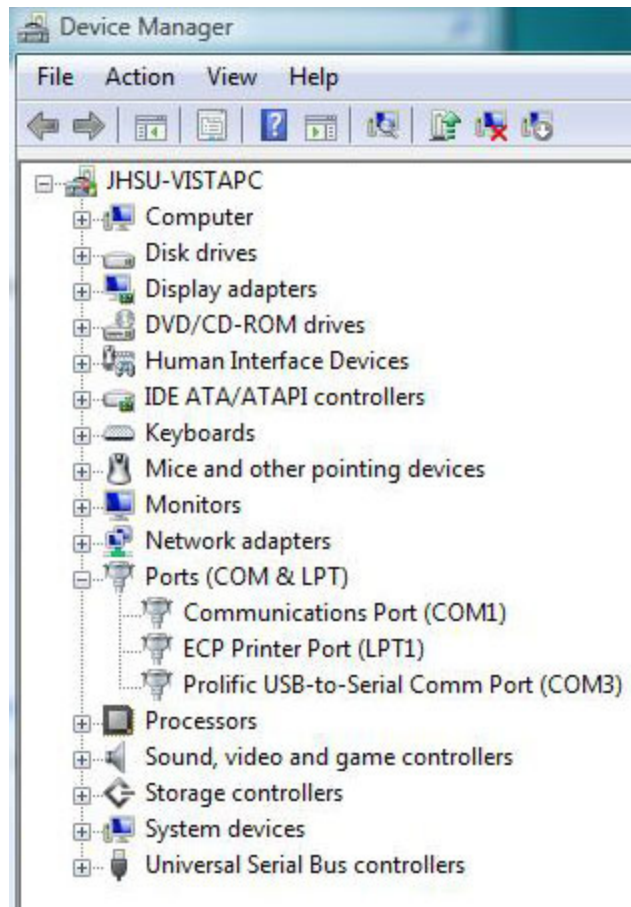 Device Manager
File Action View Help
JHSU-VISTAPC
Computer
Disk drives
Display adapters
DVD/CD-ROM drives
Human Interface Devices
IDE ATA/ATAPI controllers
Keyboards
Mice and other pointing devices
Monitors
Network adapters
Ports (COM & LPT)
Communications Port (COM1)
ECP Printer Port (LPT1)
Prolific USB-to-Serial Comm Port (COM3)
Processors
Sound, video and game controllers
Storage controllers
System devices
Universal Serial Bus controllers